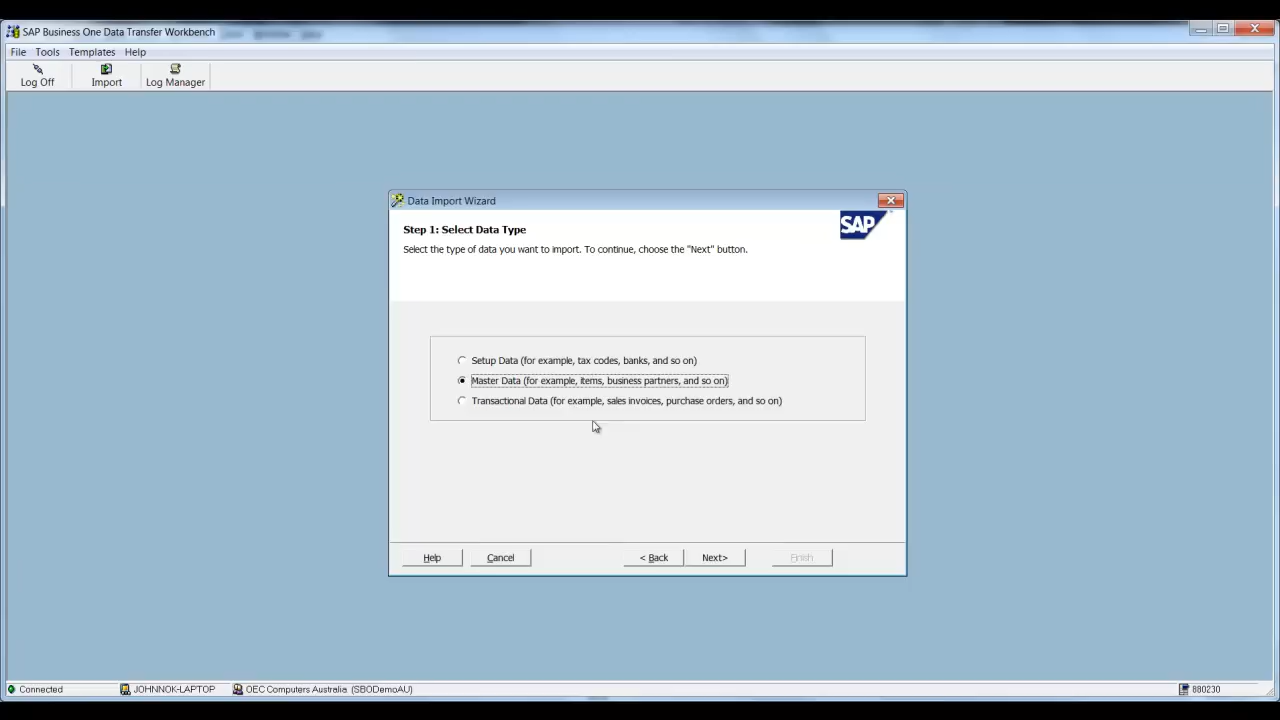 SAP Business One Data Transfer Workbench
File Tools Templates Help
Log Off Import Log Manager
Data Import Wizard
Step 1: Select Data Type
SAP
Select the type of data you want to import. To continue, choose the "Next" button.
Setup Data (for example, tax codes, banks, and so on)
Master Data (for example, items, business partners, and so on)
Transactional Data (for example, sales invoices, purchase orders, and so on)
Help Cancel < Back Next> Finish
Connected JOHNNOK-LAPTOP OEC Computers Australia (SBODemoAU) 880230